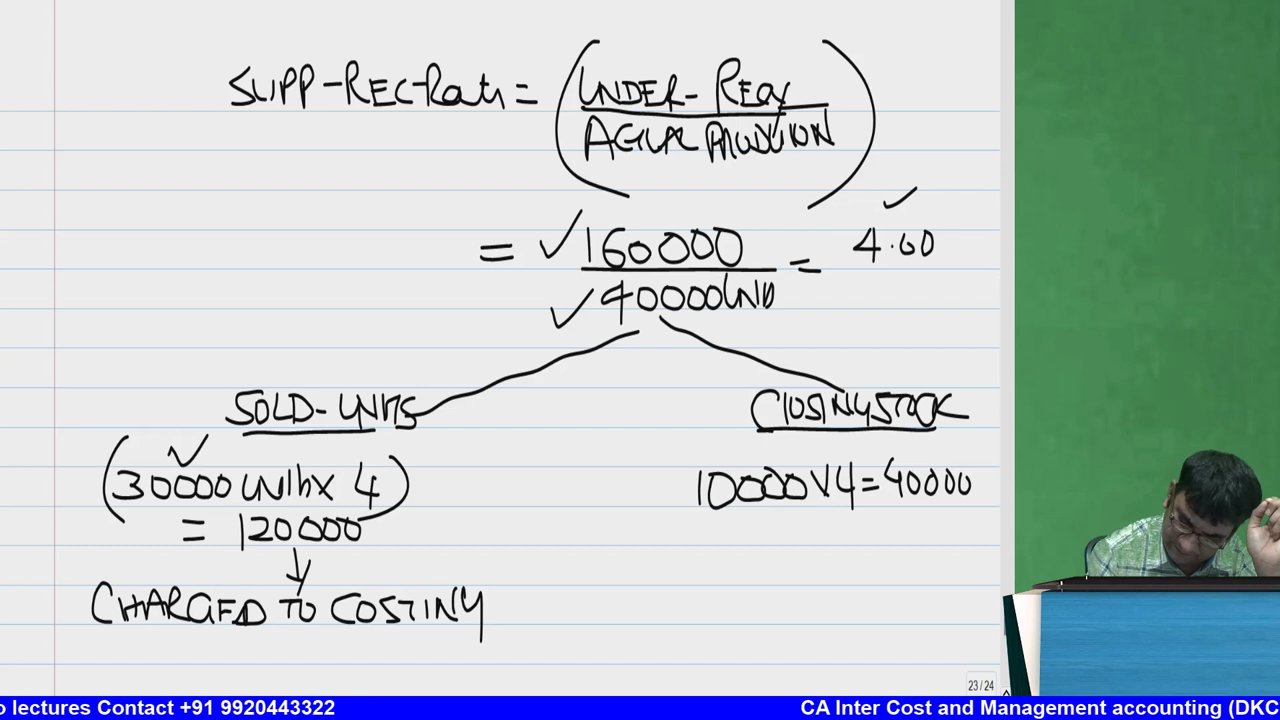 SUPP-REC-Rate = (UNDER-Recy
ACTUAL PRODUCTION)
= 160000
40000 UNIT = 4.00
SOLD-UNITS
CLOSING STOCK
(30000 UNITS x 4)
= 120000
10000 x 4 = 40000
CHARGED TO COSTING
23 / 24
o lectures Contact +91 9920443322
CA Inter Cost and Management accounting (DKC